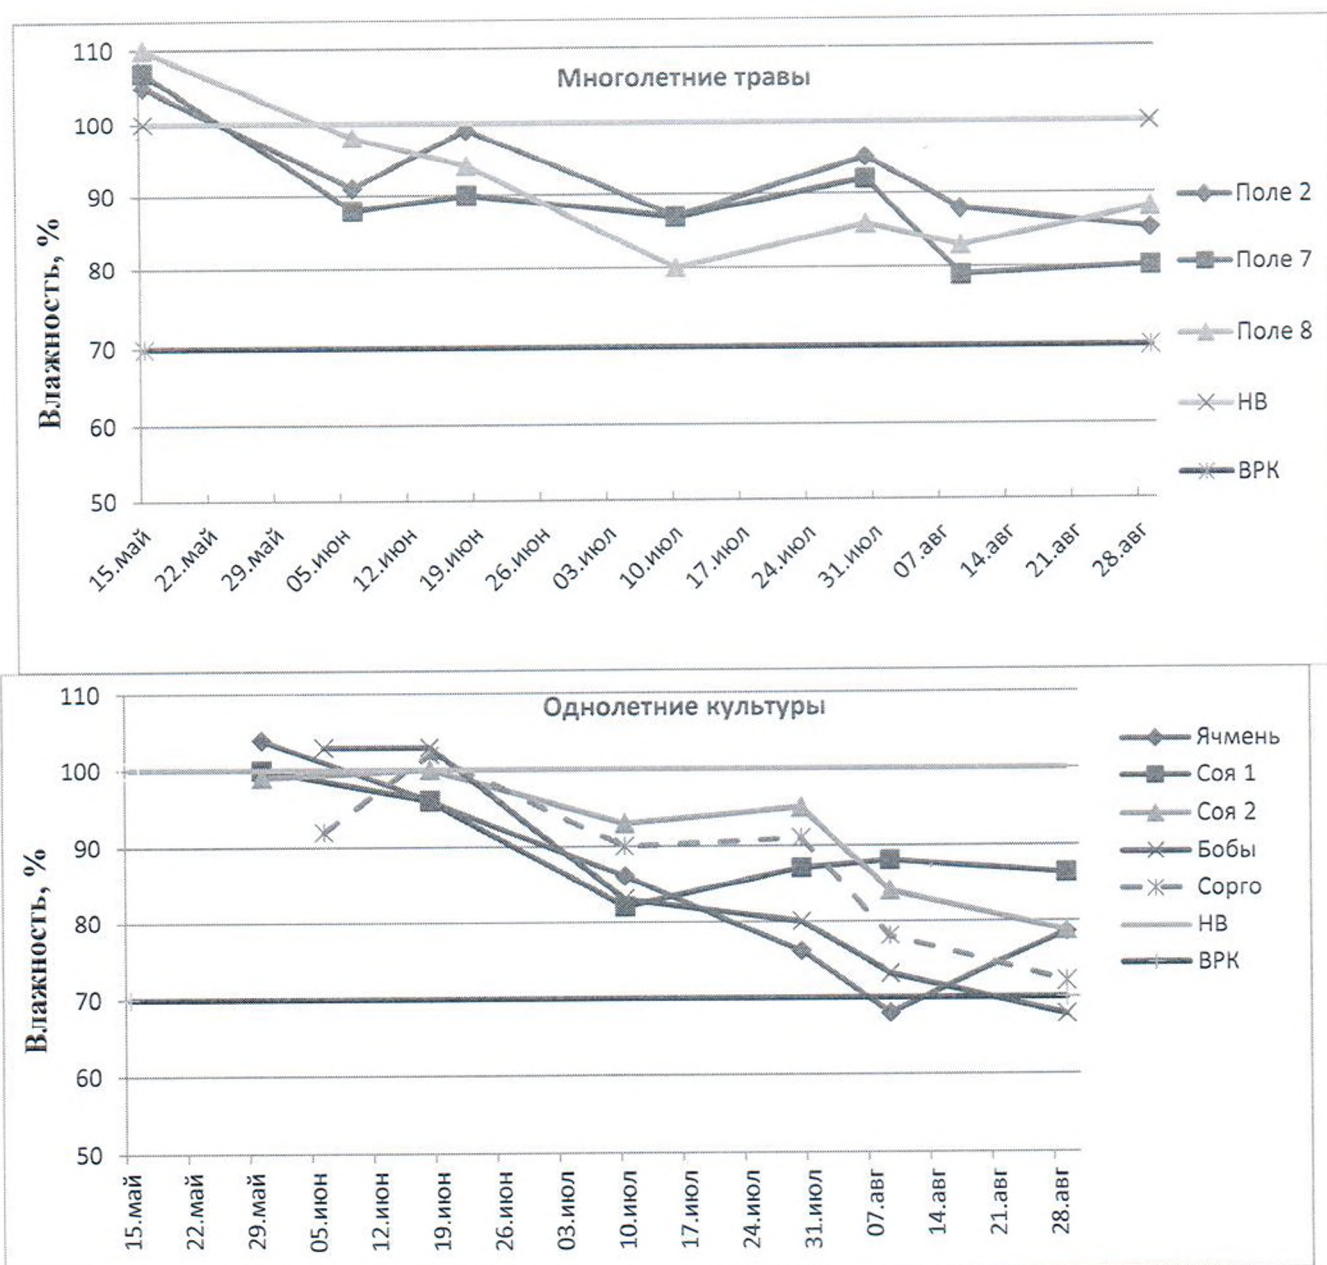 Многолетние травы
Влажность, %
110
100
90
80
70
60
50
15.май
22.май
29.май
05.июн
12.июн
19.июн
26.июн
03.июл
10.июл
17.июл
24.июл
31.июл
07.авг
14.авг
21.авг
28.авг
Поле 2
Поле 7
Поле 8
НВ
ВРК
Однолетние культуры
Влажность, %
110
100
90
80
70
60
50
15.май
22.май
29.май
05.июн
12.июн
19.июн
26.июн
03.июл
10.июл
17.июл
24.июл
31.июл
07.авг
14.авг
21.авг
28.авг
Ячмень
Соя 1
Соя 2
Бобы
Сорго
НВ
ВРК